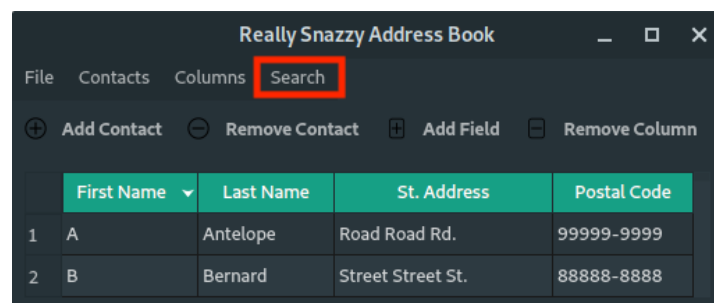 Really Snazzy Address Book
File Contacts Columns Search
Add Contact Remove Contact Add Field Remove Column
First Name Last Name St. Address Postal Code
1 A Antelope Road Road Rd. 99999-9999
2 B Bernard Street Street St. 88888-8888